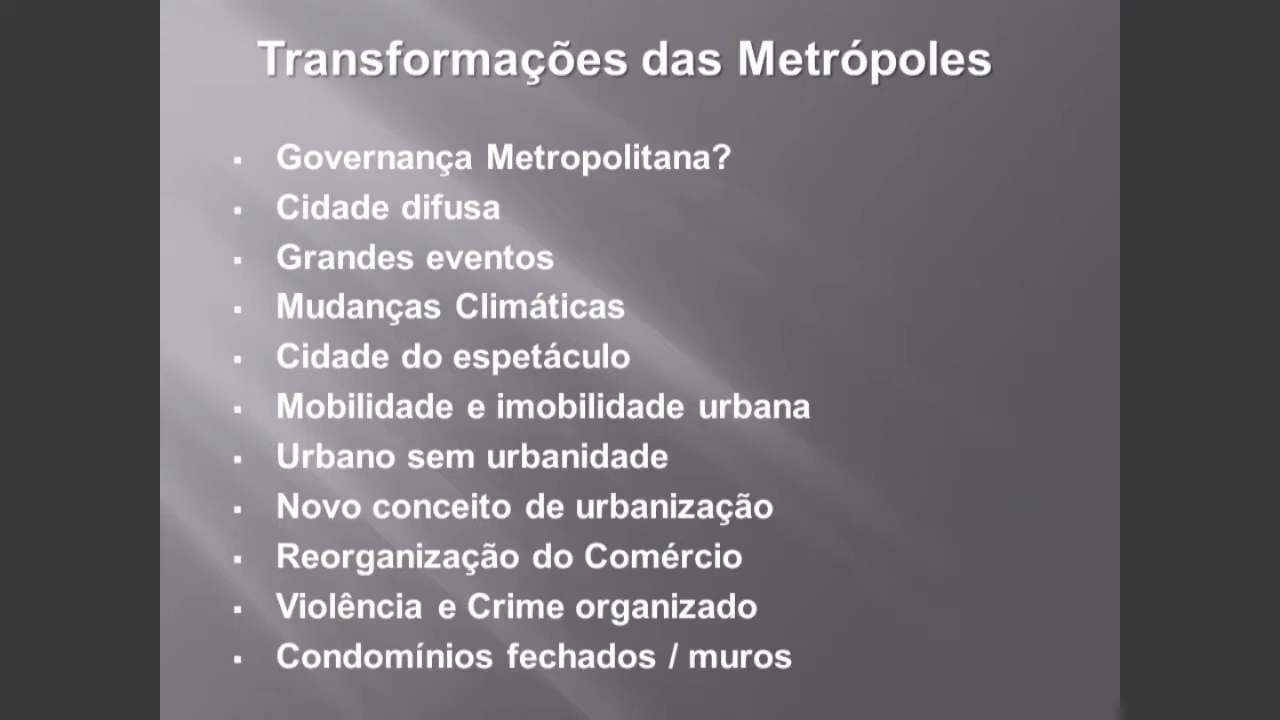 Transformações das Metrópoles
▪ Governança Metropolitana?
▪ Cidade difusa
▪ Grandes eventos
▪ Mudanças Climáticas
▪ Cidade do espetáculo
▪ Mobilidade e imobilidade urbana
▪ Urbano sem urbanidade
▪ Novo conceito de urbanização
▪ Reorganização do Comércio
▪ Violência e Crime organizado
▪ Condomínios fechados / muros